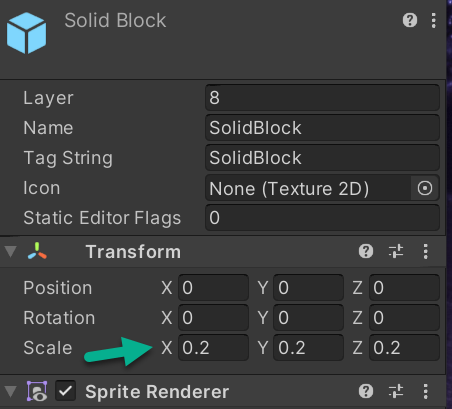 Solid Block
Layer 8
Name SolidBlock
Tag String SolidBlock
Icon None (Texture 2D)
Static Editor Flags 0
Transform
Position X 0 Y 0 Z 0
Rotation X 0 Y 0 Z 0
Scale X 0.2 Y 0.2 Z 0.2
Sprite Renderer